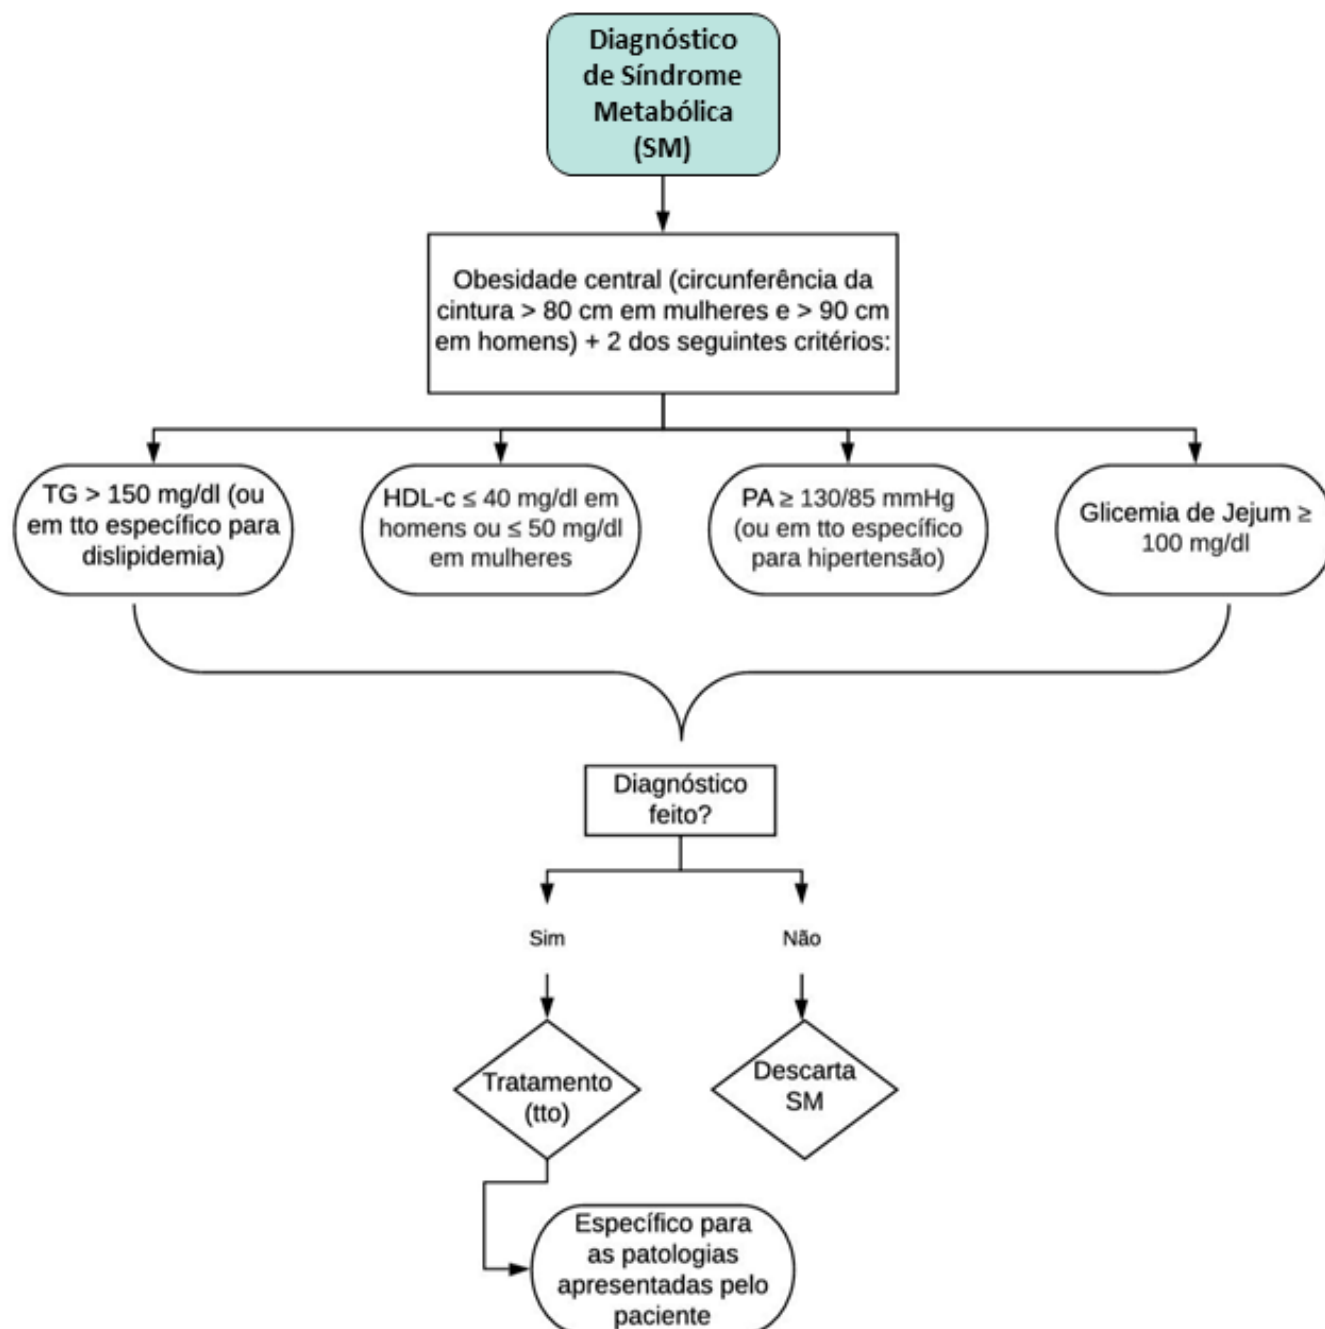 Diagnóstico
de Síndrome
Metabólica
(SM)
Obesidade central (circunferência da
cintura > 80 cm em mulheres e > 90 cm
em homens) + 2 dos seguintes critérios:
TG > 150 mg/dl (ou
em tto específico para
dislipidemia)
HDL-c ≤ 40 mg/dl em
homens ou ≤ 50 mg/dl
em mulheres
PA ≥ 130/85 mmHg
(ou em tto específico
para hipertensão)
Glicemia de Jejum ≥
100 mg/dl
Diagnóstico
feito?
Sim
Não
Tratamento
(tto)
Descarta
SM
Específico para
as patologias
apresentadas pelo
paciente